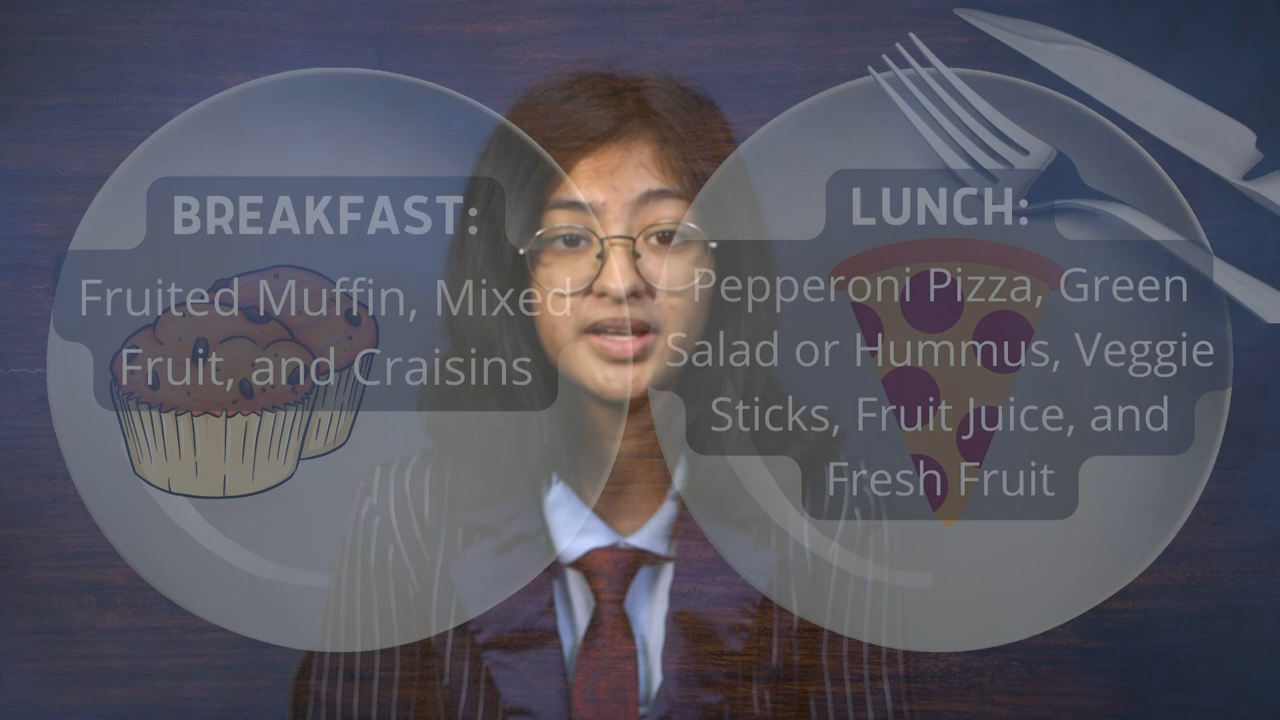 BREAKFAST:
Fruited Muffin, Mixed
Fruit, and Craisins
LUNCH:
Pepperoni Pizza, Green
Salad or Hummus, Veggie
Sticks, Fruit Juice, and
Fresh Fruit